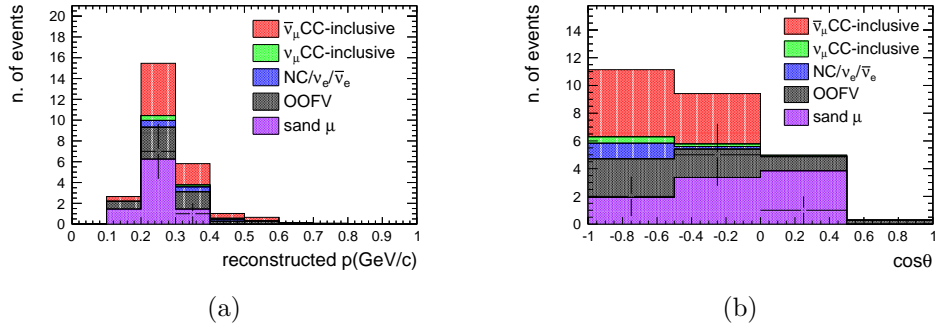 n. of events
20
18
16
14
12
10
8
6
4
2
0
ν̄μCC-inclusive
νμCC-inclusive
NC/νe/ν̄e
OOFV
sand μ
0 0.1 0.2 0.3 0.4 0.5 0.6 0.7 0.8 0.9 1
reconstructed p(GeV/c)
(a)
n. of events
14
12
10
8
6
4
2
0
ν̄μCC-inclusive
νμCC-inclusive
NC/νe/ν̄e
OOFV
sand μ
-1 -0.8 -0.6 -0.4 -0.2 0 0.2 0.4 0.6 0.8 1
cosθ
(b)